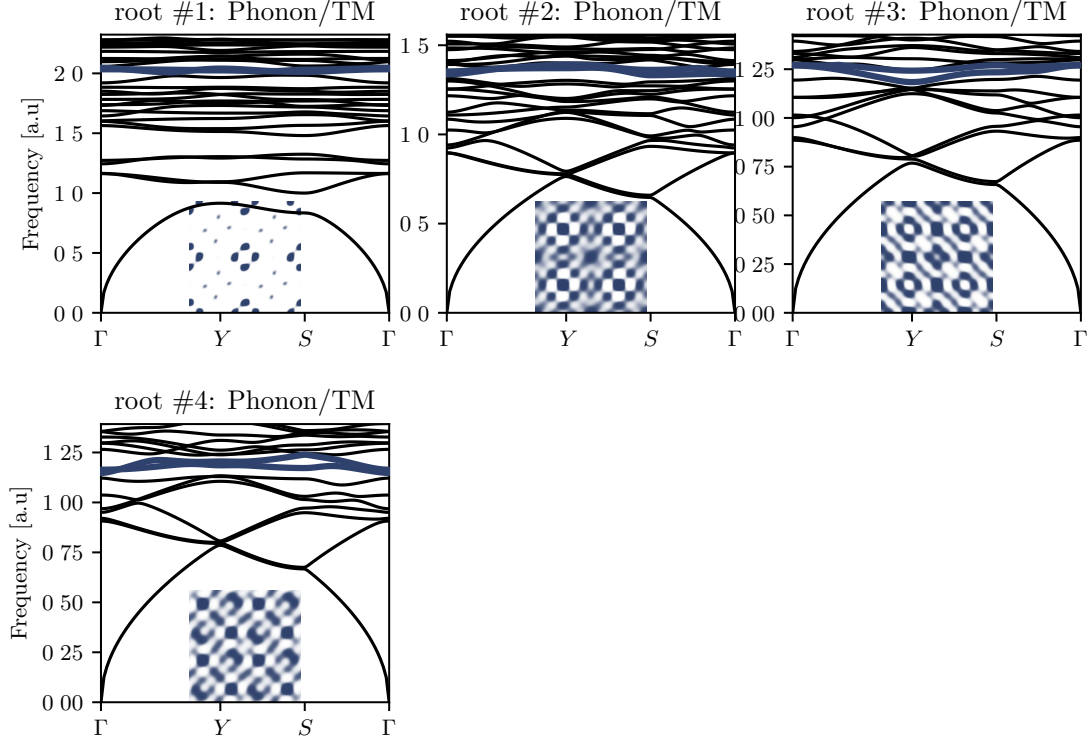 root #1: Phonon/TM
root #2: Phonon/TM
root #3: Phonon/TM
Frequency [a.u]
2 0
1 5
1 0
0 5
0 0
Γ Y S Γ
1 5
1 0
0 5
0 0
Γ Y S Γ
1 25
1 00
0 75
0 50
0 25
0 00
Γ Y S Γ
root #4: Phonon/TM
Frequency [a.u]
1 25
1 00
0 75
0 50
0 25
0 00
Γ Y S Γ